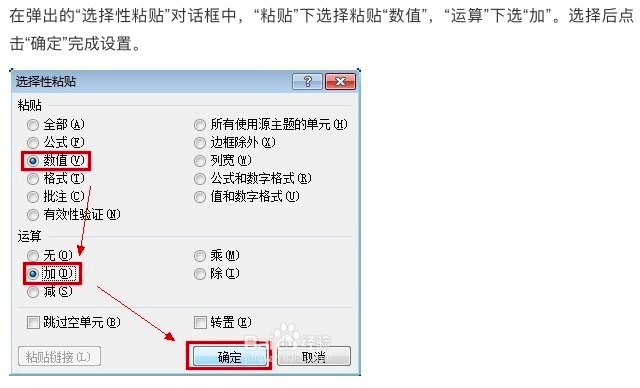 在弹出的“选择性粘贴”对话框中，“粘贴”下选择粘贴“数值”，“运算”下选“加”。选择后点
击“确定”完成设置。
选择性粘贴
粘贴
全部(A)
所有使用源主题的单元(H)
公式(F)
边框除外(X)
数值(V)
列宽(W)
格式(T)
公式和数字格式(R)
批注(C)
值和数字格式(U)
有效性验证(N)
运算
无(O)
乘(M)
加(D)
除(I)
减(S)
跳过空单元(B)
转置(E)
粘贴链接(L)
确定
取消
Baidu 经验